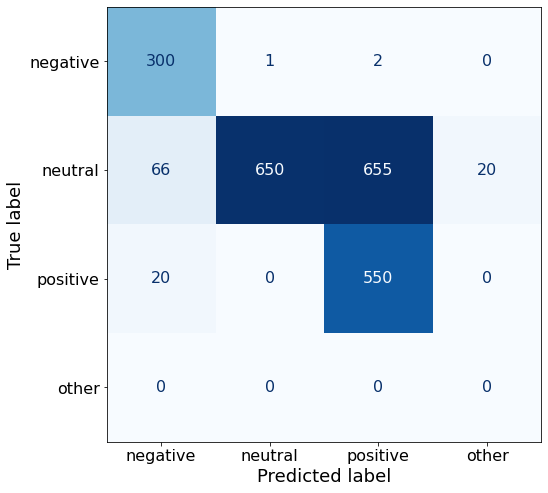 True label
negative 300 1 2 0
neutral 66 650 655 20
positive 20 0 550 0
other 0 0 0 0
negative neutral positive other
Predicted label